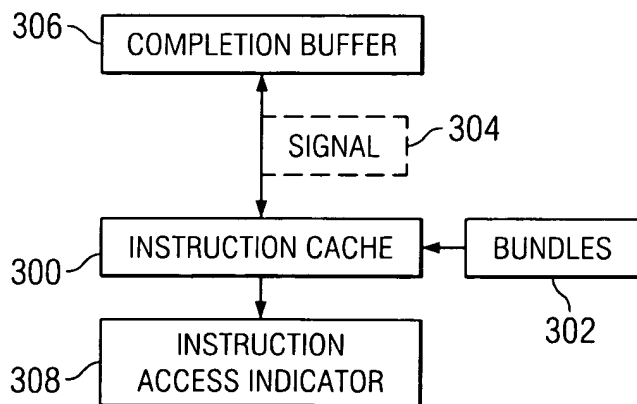 306
COMPLETION BUFFER
SIGNAL
304
300
INSTRUCTION CACHE
BUNDLES
302
308
INSTRUCTION
ACCESS INDICATOR